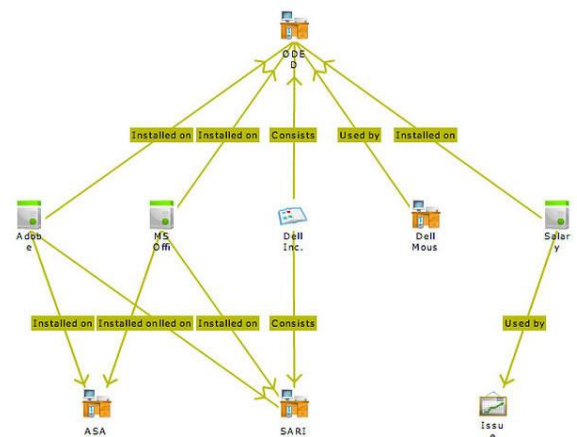 ODE
D
Installed on
Installed on
Consists
Used by
Installed on
Adob
e
MS
Offi
Dell
Inc.
Dell
Mous
Salar
y
Installed on
Installed on
lled on
Installed on
Consists
Used by
ASA
SARI
Issu
e